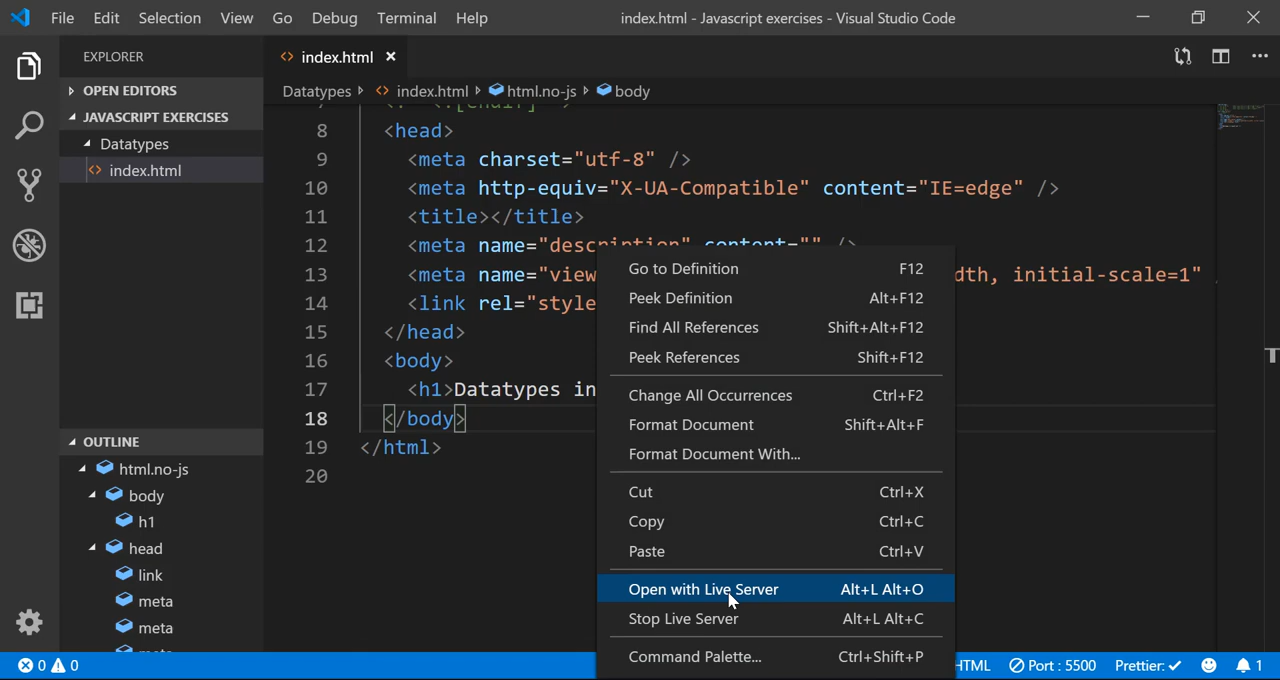 File Edit Selection View Go Debug Terminal Help index.html - Javascript exercises - Visual Studio Code
EXPLORER
<> index.html ×
OPEN EDITORS
JAVASCRIPT EXERCISES
Datatypes
<> index.html
Datatypes <> index.html html.no-js body
8 <head>
9 <meta charset="utf-8" />
10 <meta http-equiv="X-UA-Compatible" content="IE=edge" />
11 <title></title>
12 <meta name="description" content="" />
13 <meta name="view dth, initial-scale=1"
14 <link rel="style
15 </head>
16 <body>
17 <h1>Datatypes in
18 </body>
19 </html>
20
Go to Definition F12
Peek Definition Alt+F12
Find All References Shift+Alt+F12
Peek References Shift+F12
Change All Occurrences Ctrl+F2
Format Document Shift+Alt+F
Format Document With...
Cut Ctrl+X
Copy Ctrl+C
Paste Ctrl+V
Open with Live Server Alt+L Alt+O
Stop Live Server Alt+L Alt+C
Command Palette... Ctrl+Shift+P
OUTLINE
html.no-js
body
h1
head
link
meta
meta
0 0
HTML Port : 5500 Prettier: ✓ 1